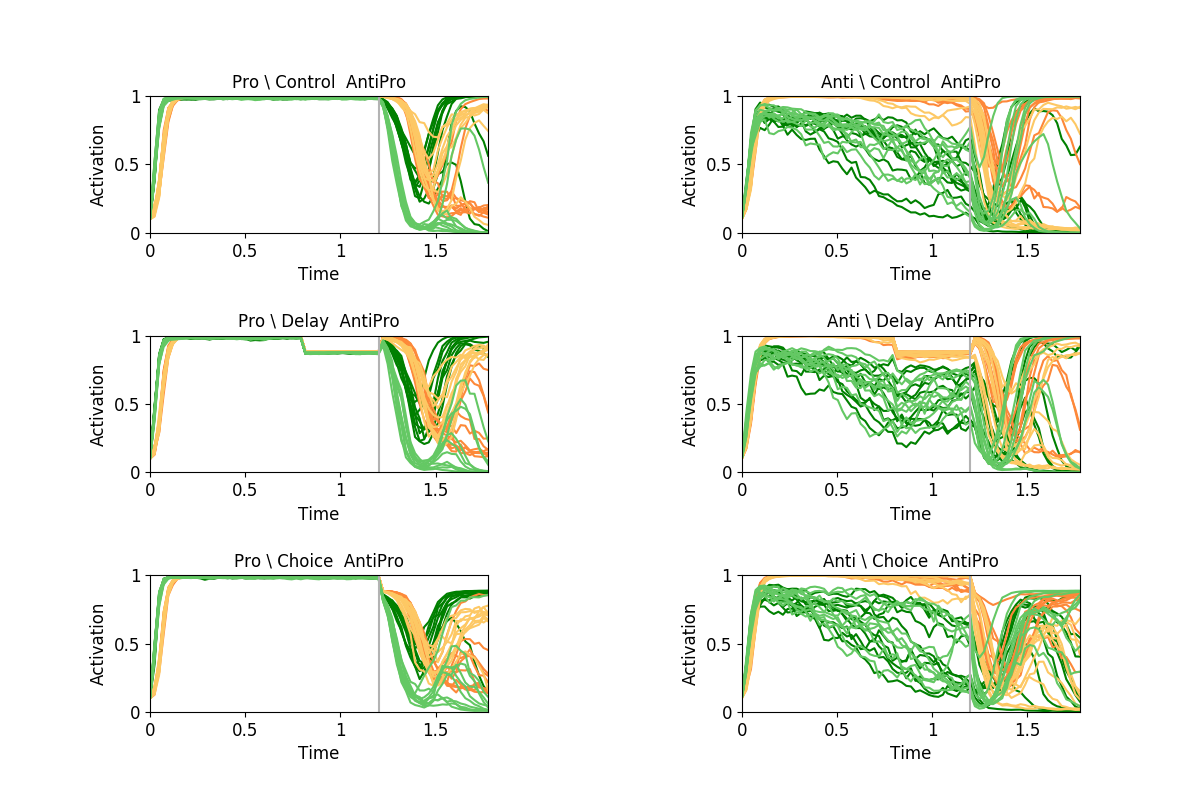 Pro \ Control  AntiPro
1
0.5
0
Activation
0 0.5 1 1.5
Time
Anti \ Control  AntiPro
1
0.5
0
Activation
0 0.5 1 1.5
Time
Pro \ Delay  AntiPro
1
0.5
0
Activation
0 0.5 1 1.5
Time
Anti \ Delay  AntiPro
1
0.5
0
Activation
0 0.5 1 1.5
Time
Pro \ Choice  AntiPro
1
0.5
0
Activation
0 0.5 1 1.5
Time
Anti \ Choice  AntiPro
1
0.5
0
Activation
0 0.5 1 1.5
Time